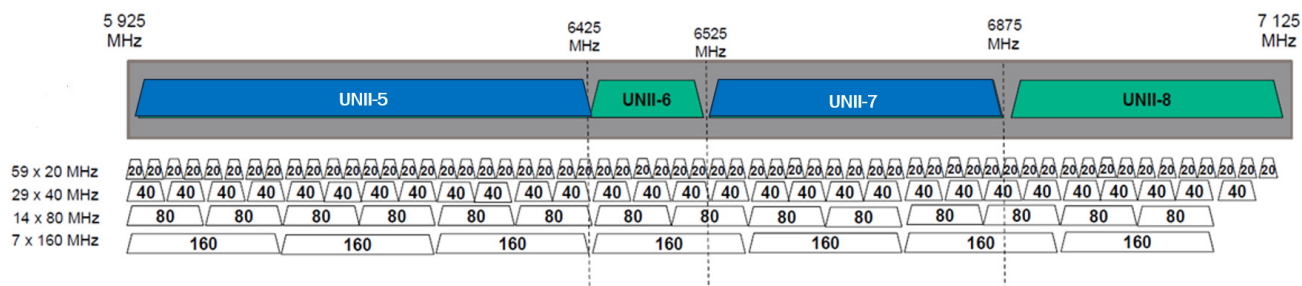 5 925
MHz
6425
MHz
6525
MHz
6875
MHz
7 125
MHz
UNII-5 UNII-6 UNII-7 UNII-8
59 x 20 MHz 20 20 20 20 20 20 20 20 20 20 20 20 20 20 20 20 20 20 20 20 20 20 20 20 20 20 20 20 20 20 20 20 20 20 20 20 20 20 20 20 20 20 20 20 20 20 20 20 20 20 20 20 20 20 20 20 20 20 20
29 x 40 MHz 40 40 40 40 40 40 40 40 40 40 40 40 40 40 40 40 40 40 40 40 40 40 40 40 40 40 40 40 40
14 x 80 MHz 80 80 80 80 80 80 80 80 80 80 80 80 80 80
7 x 160 MHz 160 160 160 160 160 160 160